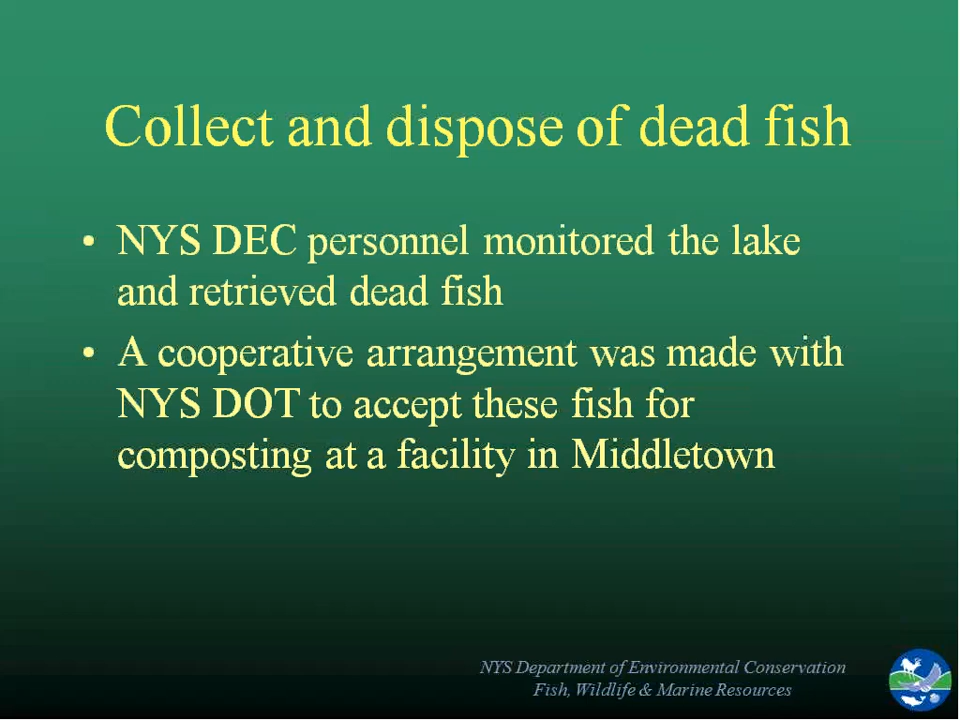 Collect and dispose of dead fish
• NYS DEC personnel monitored the lake
and retrieved dead fish
• A cooperative arrangement was made with
NYS DOT to accept these fish for
composting at a facility in Middletown
NYS Department of Environmental Conservation
Fish, Wildlife & Marine Resources